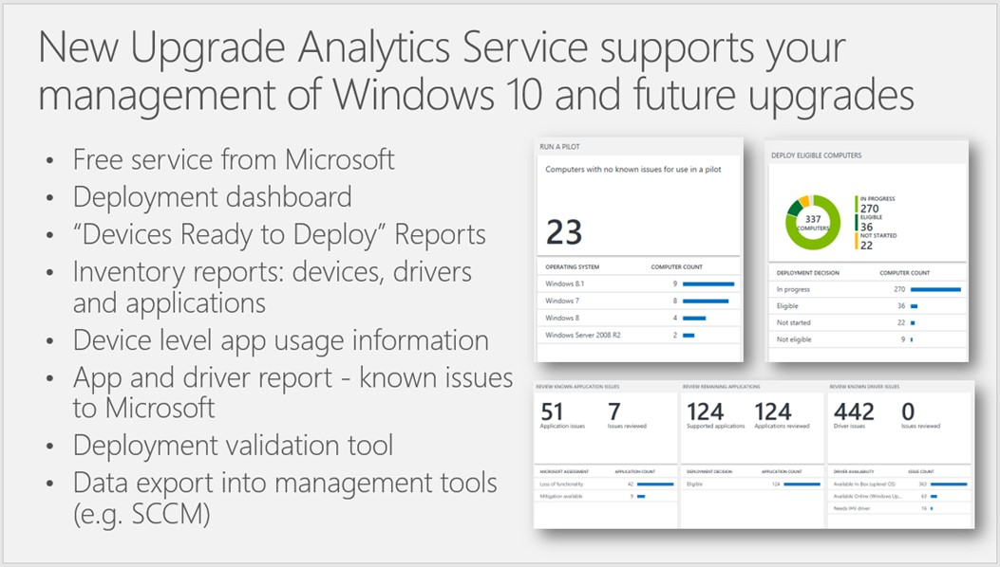 New Upgrade Analytics Service supports your
management of Windows 10 and future upgrades
• Free service from Microsoft
• Deployment dashboard
• “Devices Ready to Deploy” Reports
• Inventory reports: devices, drivers
and applications
• Device level app usage information
• App and driver report - known issues
to Microsoft
• Deployment validation tool
• Data export into management tools
(e.g. SCCM)
RUN A PILOT
Computers with no known issues for use in a pilot
23
OPERATING SYSTEM COMPUTER COUNT
Windows 8.1 9
Windows 7 8
Windows 8 4
Windows Server 2008 R2 2
DEPLOY ELIGIBLE COMPUTERS
337
COMPUTERS
IN PROGRESS
270
ELIGIBLE
36
NOT STARTED
22
DEPLOYMENT DECISION COMPUTER COUNT
In progress 270
Eligible 36
Not started 22
Not eligible 9
REVIEW KNOWN APPLICATION ISSUES
51 7
Application issues Issues reviewed
MICROSOFT ASSESSMENT APPLICATION COUNT
Loss of functionality 42
Mitigation available 9
REVIEW REMAINING APPLICATIONS
124 124
Supported applications Applications reviewed
DEPLOYMENT DECISION APPLICATION COUNT
Eligible 124
REVIEW KNOWN DRIVER ISSUES
442 0
Driver issues Issues reviewed
DRIVER AVAILABILITY ISSUE COUNT
Available In-Box (uplevel OS) 363
Available Online (Windows Up... 63
Needs IHV driver 16